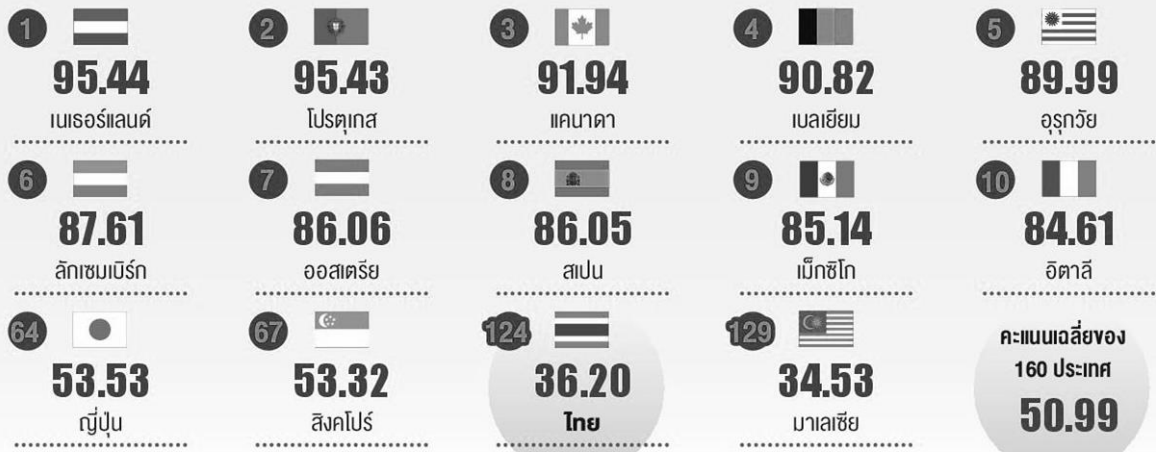 1 2 3 4 5
95.44 95.43 91.94 90.82 89.99
เนเธอร์แลนด์ โปรตุเกส แคนาดา เบลเยียม อุรุกวัย
6 7 8 9 10
87.61 86.06 86.05 85.14 84.61
ลักเซมเบิร์ก ออสเตรีย สเปน เม็กซิโก อิตาลี
64 67 124 129
53.53 53.32 36.20 34.53
ญี่ปุ่น สิงคโปร์ ไทย มาเลเซีย
คะแนนเฉลี่ยของ
160 ประเทศ
50.99